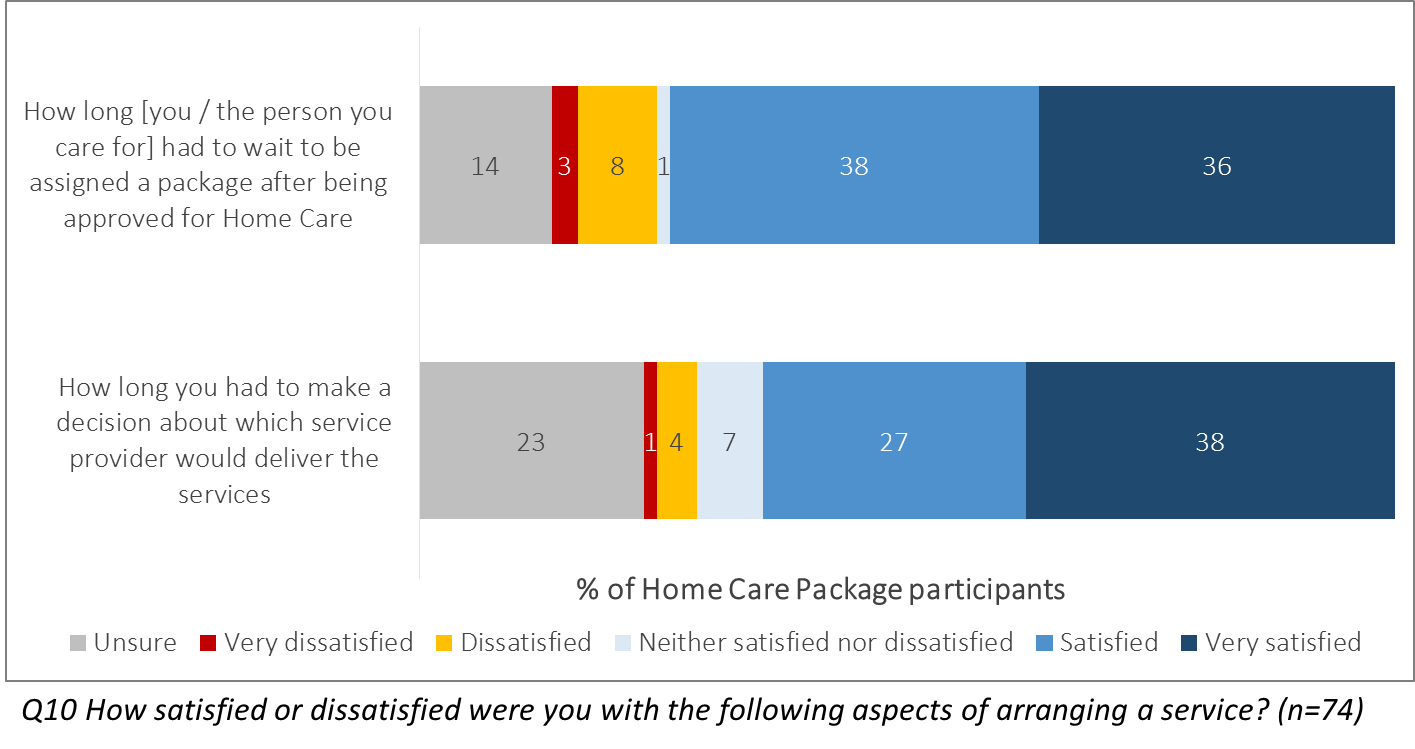 How long [you / the person you
care for] had to wait to be
assigned a package after being
approved for Home Care
14 3 8 1 38 36
How long you had to make a
decision about which service
provider would deliver the
services
23 1 4 7 27 38
% of Home Care Package participants
Unsure Very dissatisfied Dissatisfied Neither satisfied nor dissatisfied Satisfied Very satisfied
Q10 How satisfied or dissatisfied were you with the following aspects of arranging a service? (n=74)